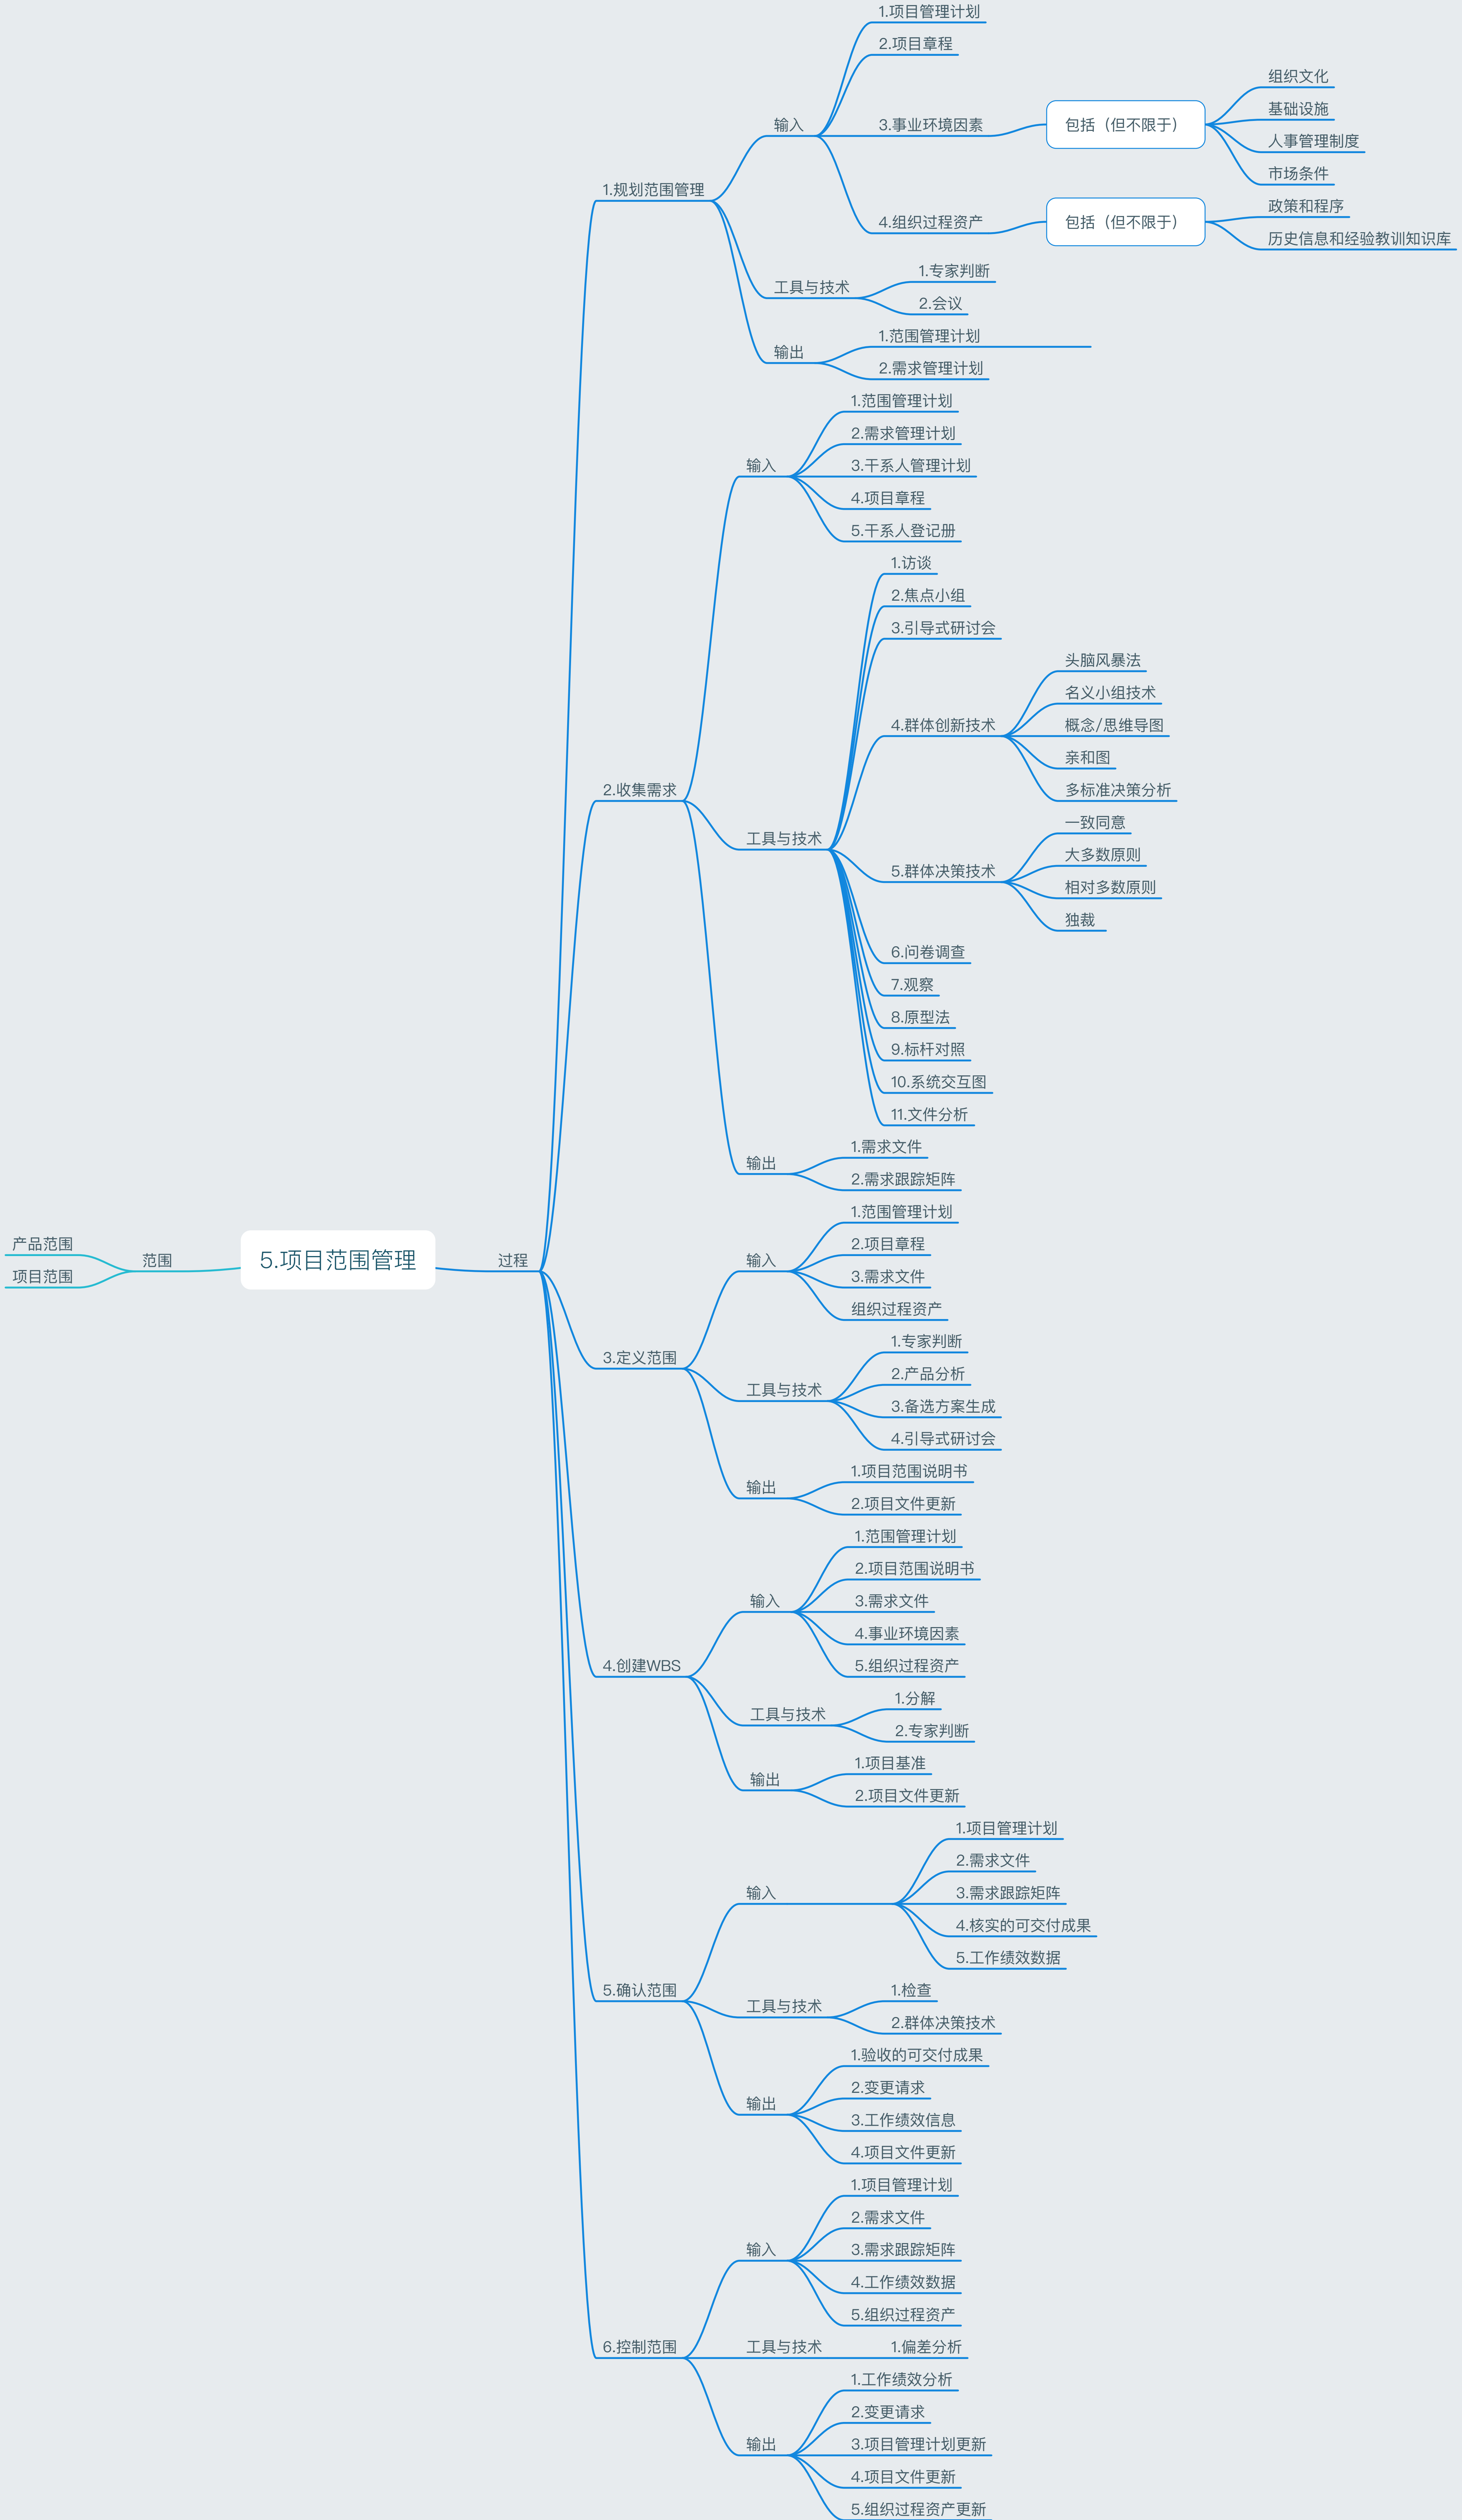 5.项目范围管理
范围
产品范围
项目范围
过程
1.规划范围管理
输入
1.项目管理计划
2.项目章程
3.事业环境因素
包括（但不限于）
组织文化
基础设施
人事管理制度
市场条件
4.组织过程资产
包括（但不限于）
政策和程序
历史信息和经验教训知识库
工具与技术
1.专家判断
2.会议
输出
1.范围管理计划
2.需求管理计划
2.收集需求
输入
1.范围管理计划
2.需求管理计划
3.干系人管理计划
4.项目章程
5.干系人登记册
工具与技术
1.访谈
2.焦点小组
3.引导式研讨会
4.群体创新技术
头脑风暴法
名义小组技术
概念/思维导图
亲和图
多标准决策分析
5.群体决策技术
一致同意
大多数原则
相对多数原则
独裁
6.问卷调查
7.观察
8.原型法
9.标杆对照
10.系统交互图
11.文件分析
输出
1.需求文件
2.需求跟踪矩阵
3.定义范围
输入
1.范围管理计划
2.项目章程
3.需求文件
组织过程资产
工具与技术
1.专家判断
2.产品分析
3.备选方案生成
4.引导式研讨会
输出
1.项目范围说明书
2.项目文件更新
4.创建WBS
输入
1.范围管理计划
2.项目范围说明书
3.需求文件
4.事业环境因素
5.组织过程资产
工具与技术
1.分解
2.专家判断
输出
1.项目基准
2.项目文件更新
5.确认范围
输入
1.项目管理计划
2.需求文件
3.需求跟踪矩阵
4.核实的可交付成果
5.工作绩效数据
工具与技术
1.检查
2.群体决策技术
输出
1.验收的可交付成果
2.变更请求
3.工作绩效信息
4.项目文件更新
6.控制范围
输入
1.项目管理计划
2.需求文件
3.需求跟踪矩阵
4.工作绩效数据
5.组织过程资产
工具与技术
1.偏差分析
输出
1.工作绩效分析
2.变更请求
3.项目管理计划更新
4.项目文件更新
5.组织过程资产更新